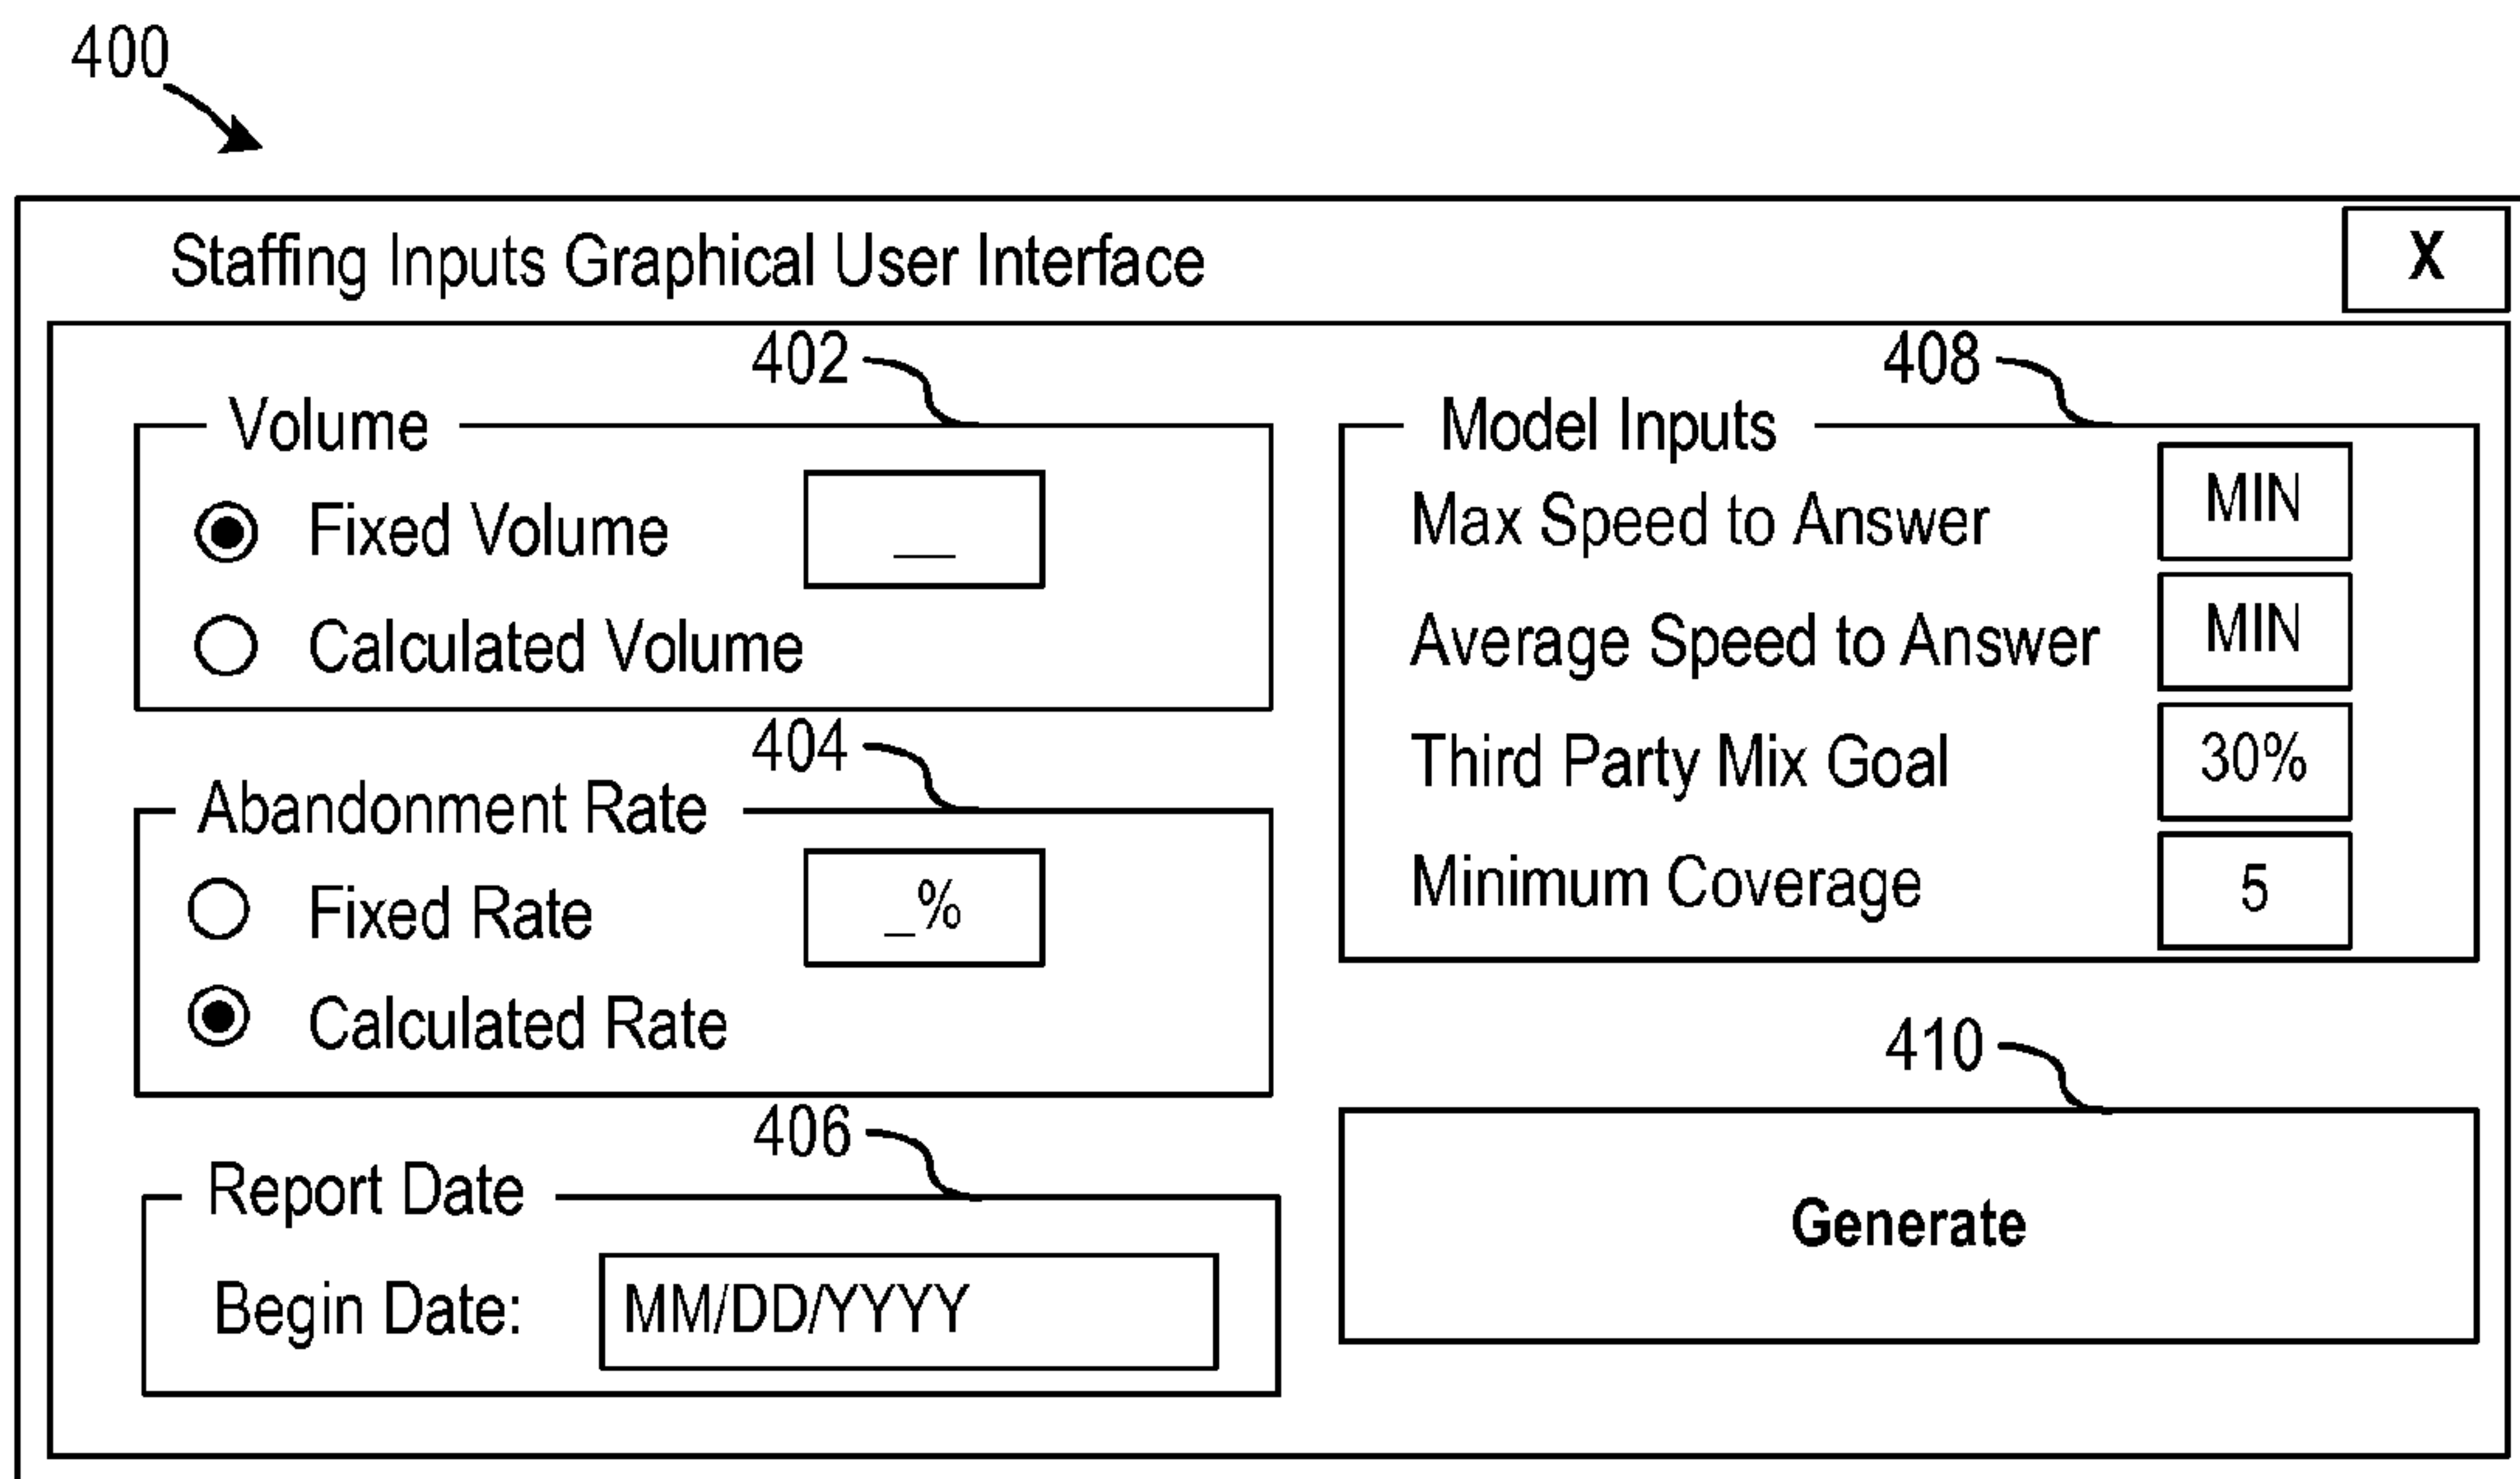 400
Staffing Inputs Graphical User Interface
X
402
Volume
Fixed Volume __
Calculated Volume
404
Abandonment Rate
Fixed Rate _%
Calculated Rate
406
Report Date
Begin Date: MM/DD/YYYY
408
Model Inputs
Max Speed to Answer MIN
Average Speed to Answer MIN
Third Party Mix Goal 30%
Minimum Coverage 5
410
Generate